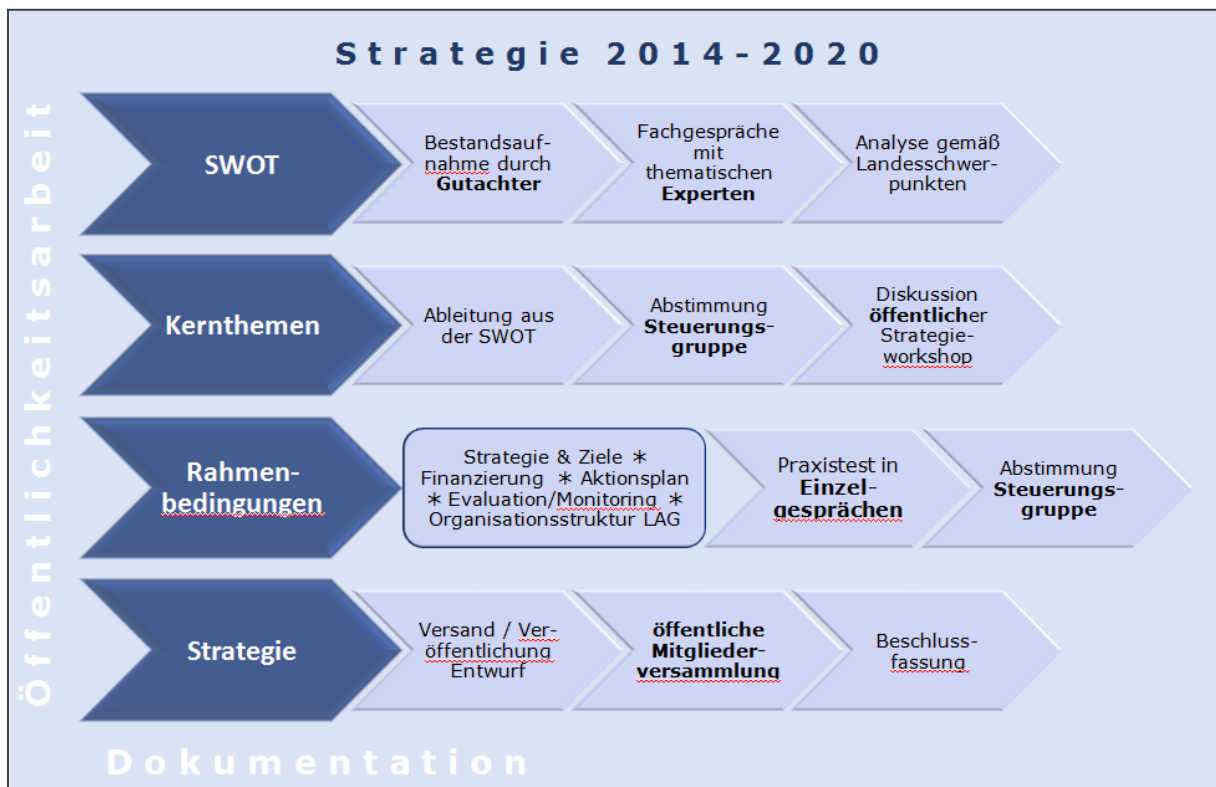 Strategie 2014-2020
Öffentlichkeitsarbeit
SWOT
Bestandsauf-
nahme durch
Gutachter
Fachgespräche
mit
thematischen
Experten
Analyse gemäß
Landesschwer-
punkten
Kernthemen
Ableitung aus
der SWOT
Abstimmung
Steuerungs-
gruppe
Diskussion
öffentlicher
Strategie-
workshop
Rahmen-
bedingungen
Strategie & Ziele *
Finanzierung * Aktionsplan
* Evaluation/Monitoring *
Organisationsstruktur LAG
Praxistest in
Einzel-
gesprächen
Abstimmung
Steuerungs-
gruppe
Strategie
Versand / Ver-
öffentlichung
Entwurf
öffentliche
Mitglieder-
versammlung
Beschluss-
fassung
Dokumentation